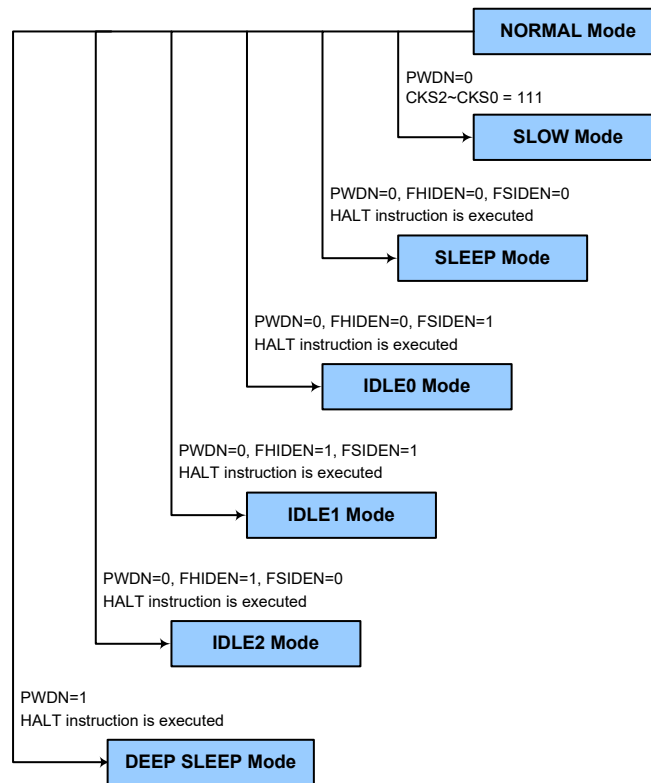 NORMAL Mode
PWDN=0
CKS2~CKS0 = 111
SLOW Mode
PWDN=0, FHIDEN=0, FSIDEN=0
HALT instruction is executed
SLEEP Mode
PWDN=0, FHIDEN=0, FSIDEN=1
HALT instruction is executed
IDLE0 Mode
PWDN=0, FHIDEN=1, FSIDEN=1
HALT instruction is executed
IDLE1 Mode
PWDN=0, FHIDEN=1, FSIDEN=0
HALT instruction is executed
IDLE2 Mode
PWDN=1
HALT instruction is executed
DEEP SLEEP Mode